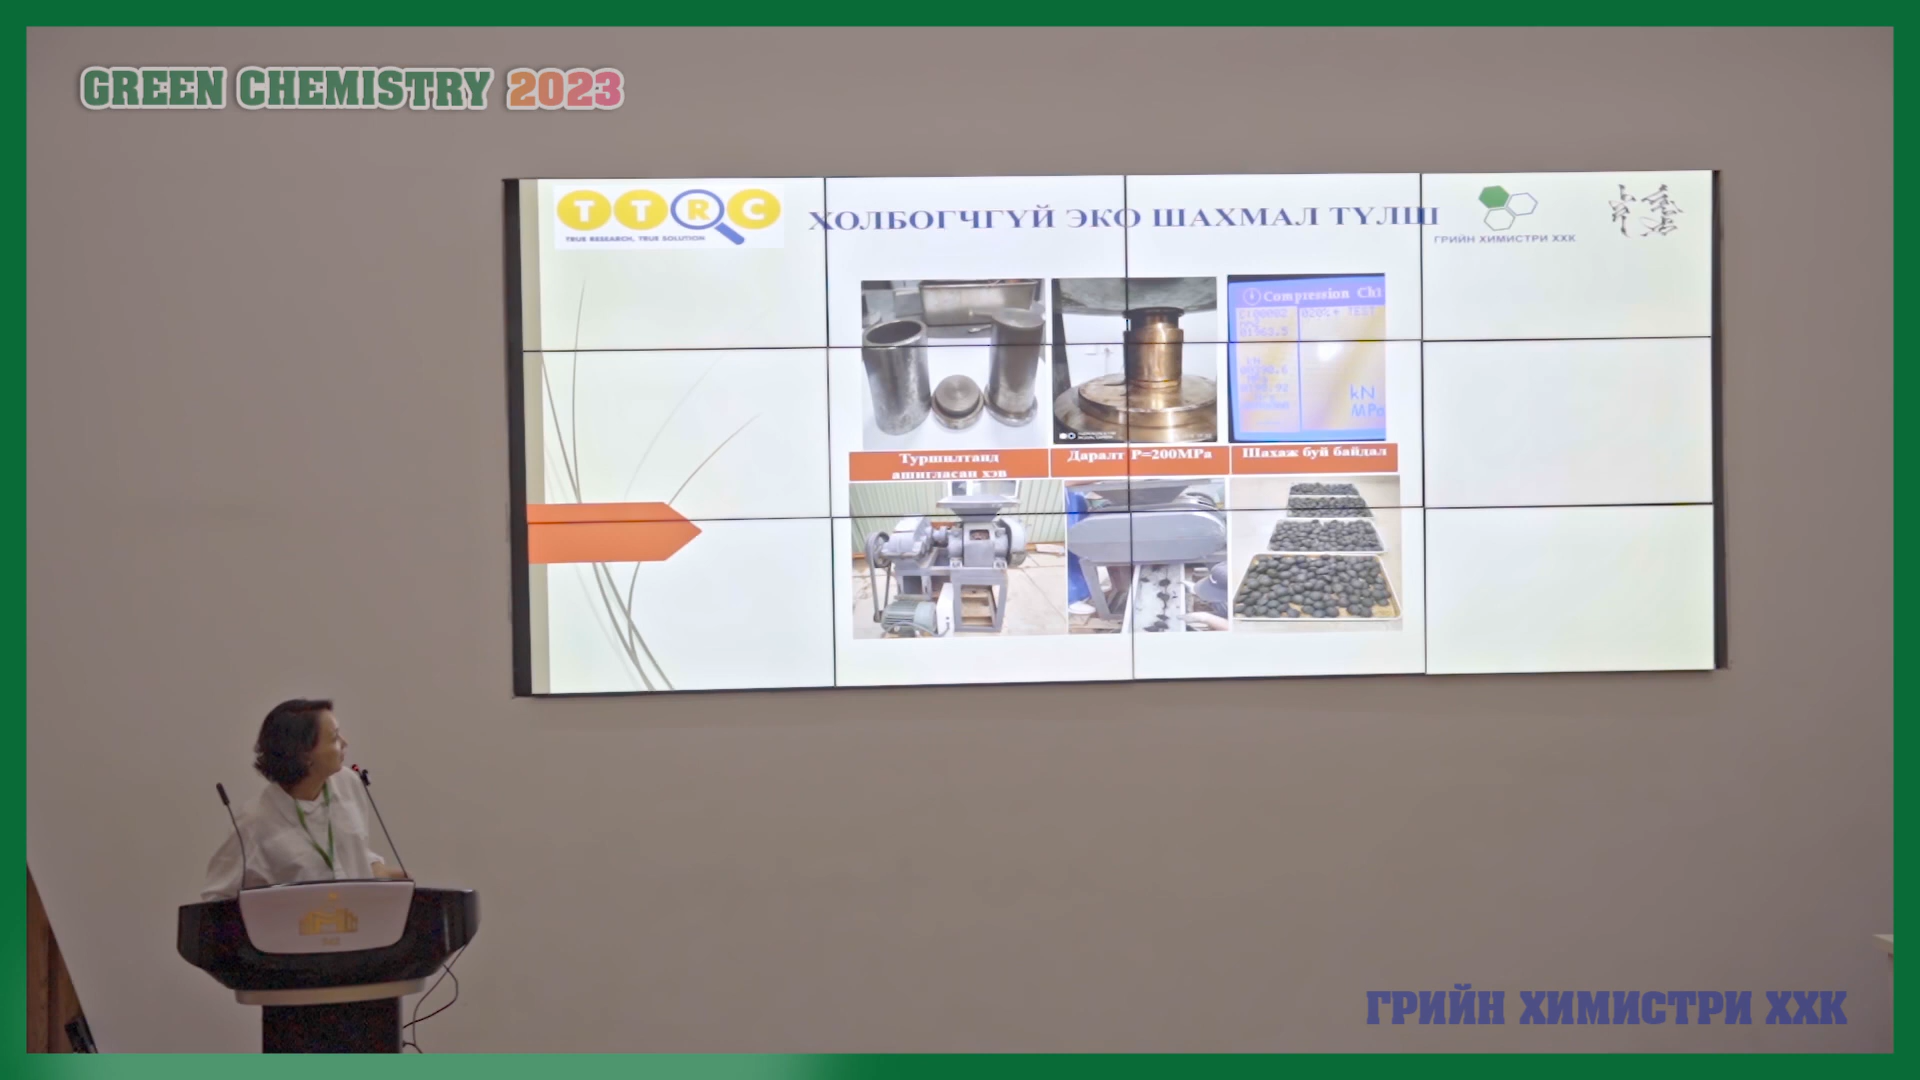 GREEN CHEMISTRY 2023
TTRC
TRUE RESEARCH, TRUE SOLUTION
ХОЛБОГЧГҮЙ ЭКО ШАХМАЛ ТҮЛШ
ГРИЙН ХИМИСТРИ ХХК
Compression Ch1
kN
MPa
Туршилтанд
ашигласан хэв
Даралт P=200MPa
Шахаж буй байдал
ГРИЙН ХИМИСТРИ ХХК